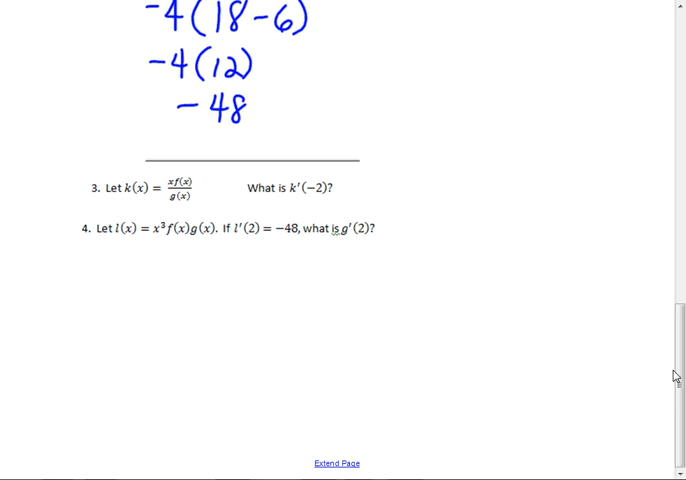 -4(18-6)
-4(12)
-48
3. Let k(x) = xf(x)/g(x) What is k′(−2)?
4. Let l(x) = x³f(x)g(x). If l′(2) = −48, what is g′(2)?
Extend Page